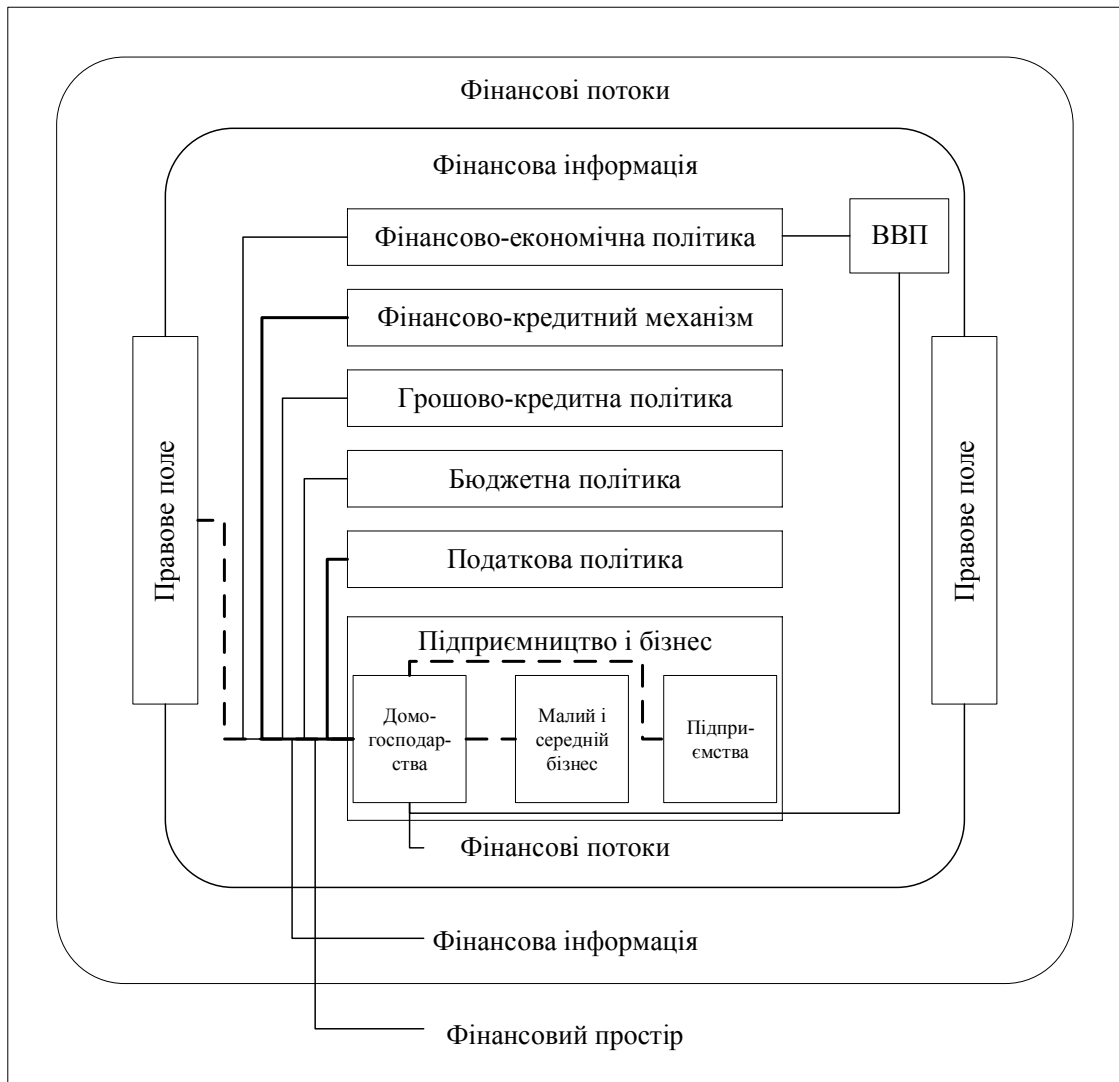 Фінансові потоки
Фінансова інформація
Фінансово-економічна політика
ВВП
Фінансово-кредитний механізм
Грошово-кредитна політика
Правове поле
Бюджетна політика
Правове поле
Податкова політика
Підприємництво і бізнес
Домо-
господар-
ства
Малий і
середній
бізнес
Підпри-
ємства
Фінансові потоки
Фінансова інформація
Фінансовий простір